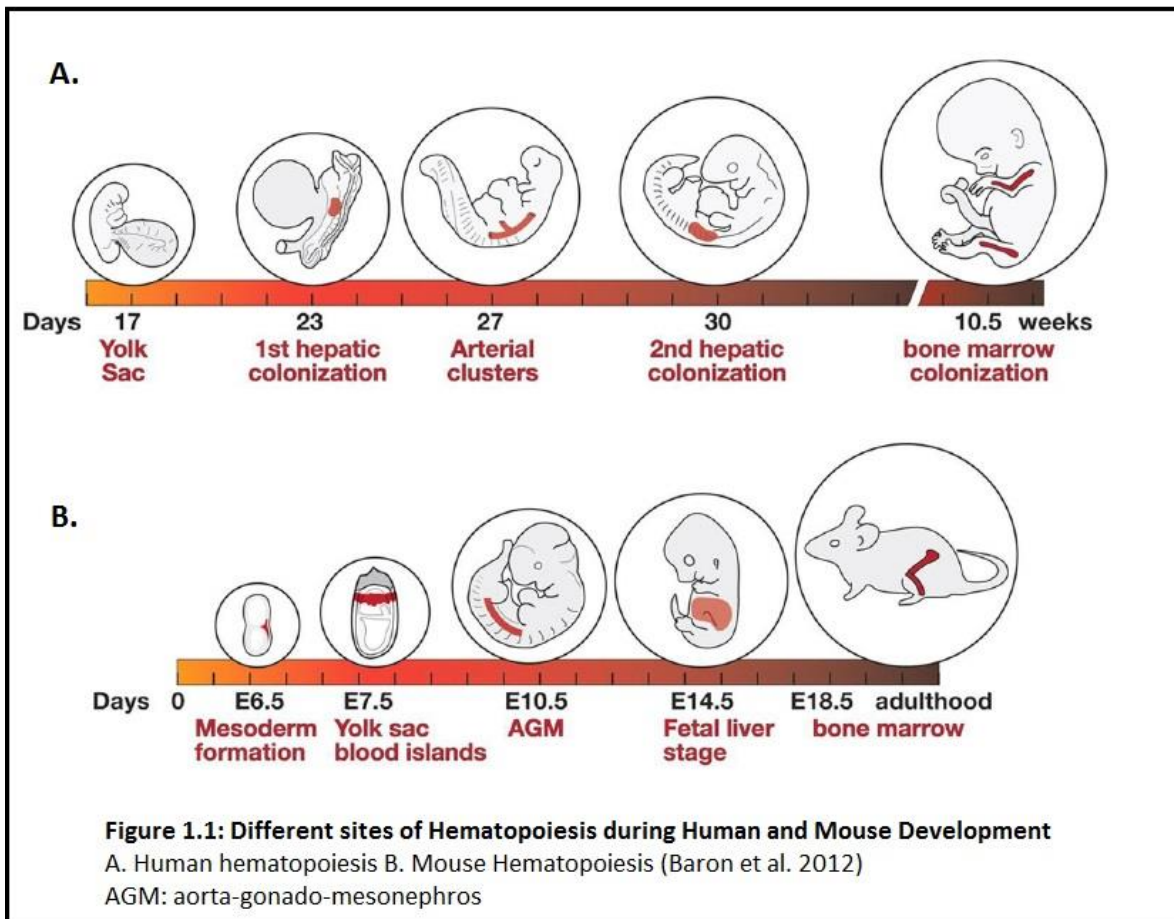 A.
Days 17 23 27 30 10.5 weeks
Yolk Sac
1st hepatic colonization
Arterial clusters
2nd hepatic colonization
bone marrow colonization
B.
Days 0 E6.5 E7.5 E10.5 E14.5 E18.5 adulthood
Mesoderm formation
Yolk sac blood islands
AGM
Fetal liver stage
bone marrow
Figure 1.1: Different sites of Hematopoiesis during Human and Mouse Development
A. Human hematopoiesis B. Mouse Hematopoiesis (Baron et al. 2012)
AGM: aorta-gonado-mesonephros